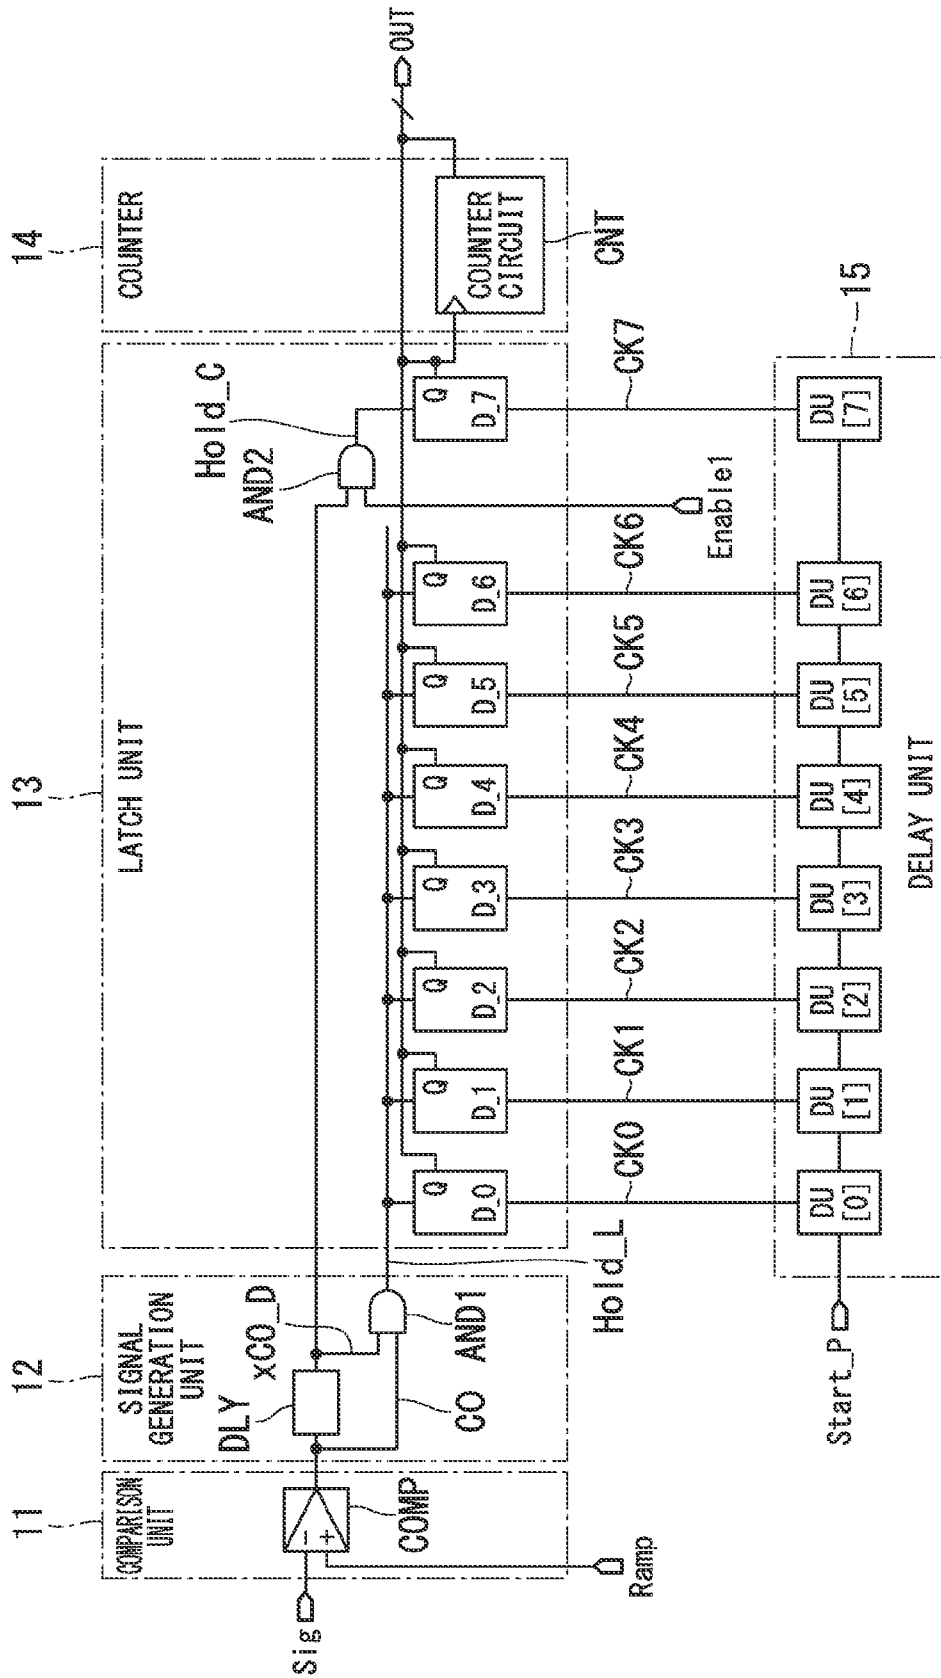 11
12
13
14
COMPARISON
UNIT
SIGNAL
GENERATION
UNIT
LATCH UNIT
COUNTER
Sig
Ramp
COMP
DLY
xCO_D
CO
AND1
Hold_L
Hold_C
AND2
Enable1
OUT
COUNTER
CIRCUIT
CNT
Q
D_0
Q
D_1
Q
D_2
Q
D_3
Q
D_4
Q
D_5
Q
D_6
Q
D_7
CK0
CK1
CK2
CK3
CK4
CK5
CK6
CK7
15
Start_P
DU
[0]
DU
[1]
DU
[2]
DU
[3]
DU
[4]
DU
[5]
DU
[6]
DU
[7]
DELAY UNIT